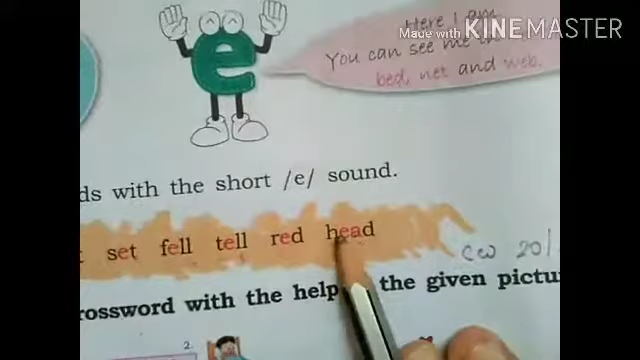 Made with KINEMASTER
Here I am
You can see me in
bed, net and web.
e
ds with the short /e/ sound.
set fell tell red head
cw 20/
rossword with the help the given pictu
2.